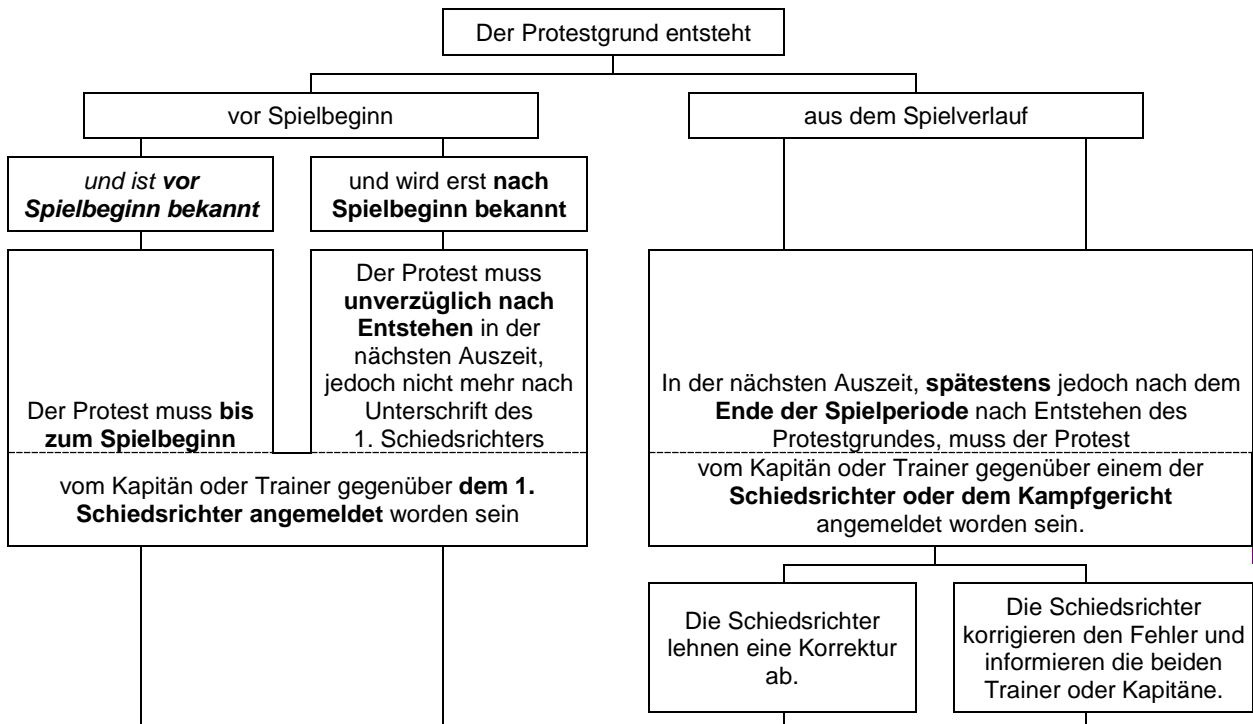 Der Protestgrund entsteht
vor Spielbeginn
aus dem Spielverlauf
und ist vor
Spielbeginn bekannt
und wird erst nach
Spielbeginn bekannt
Der Protest muss bis
zum Spielbeginn
Der Protest muss
unverzüglich nach
Entstehen in der
nächsten Auszeit,
jedoch nicht mehr nach
Unterschrift des
1. Schiedsrichters
vom Kapitän oder Trainer gegenüber dem 1.
Schiedsrichter angemeldet worden sein
In der nächsten Auszeit, spätestens jedoch nach dem
Ende der Spielperiode nach Entstehen des
Protestgrundes, muss der Protest
vom Kapitän oder Trainer gegenüber einem der
Schiedsrichter oder dem Kampfgericht
angemeldet worden sein.
Die Schiedsrichter
lehnen eine Korrektur
ab.
Die Schiedsrichter
korrigieren den Fehler und
informieren die beiden
Trainer oder Kapitäne.